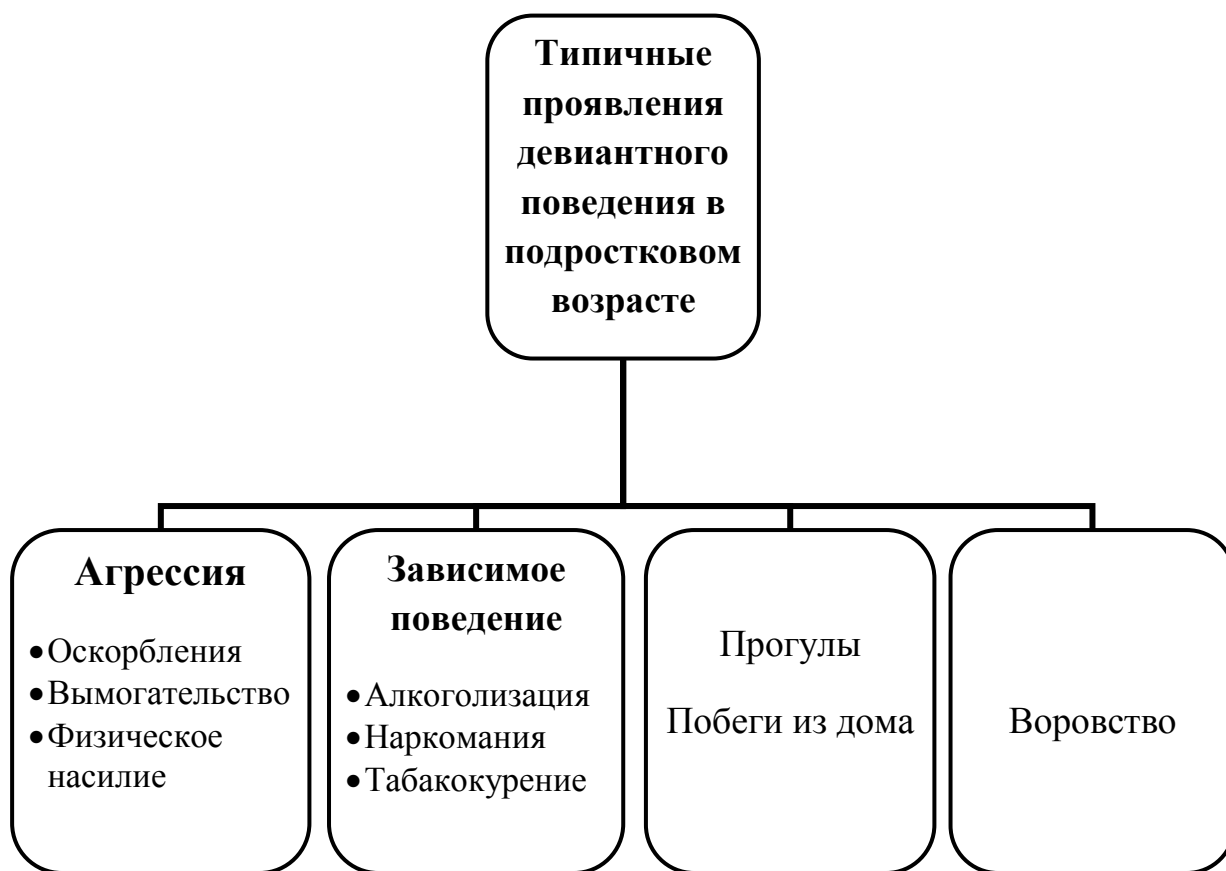 Типичные
проявления
девиантного
поведения в
подростковом
возрасте
Агрессия
•Оскорбления
•Вымогательство
•Физическое
насилие
Зависимое
поведение
•Алкоголизация
•Наркомания
•Табакокурение
Прогулы
Побеги из дома
Воровство